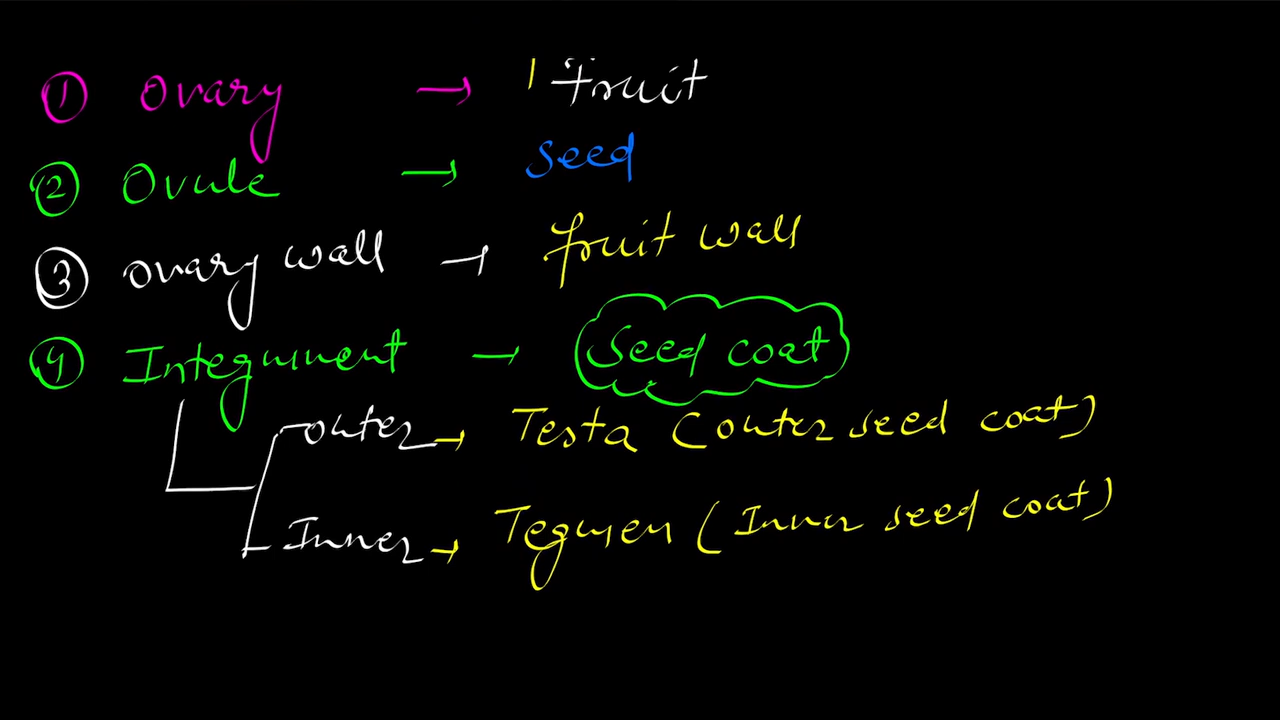 ① Ovary → fruit
② Ovule → Seed
③ ovary wall → fruit wall
④ Integument → Seed coat
outer → Testa (outer seed coat)
Inner → Tegmen (Inner seed coat)